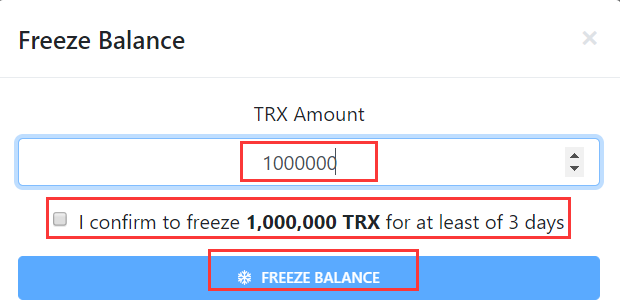 Freeze Balance ×
TRX Amount
1000000
I confirm to freeze 1,000,000 TRX for at least of 3 days
FREEZE BALANCE